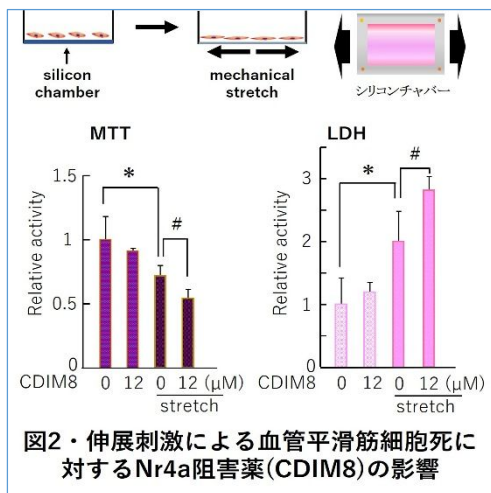 silicon
chamber
mechanical
stretch
シリコンチャバー
MTT
Relative activity
1.5
1
0.5
0
*
#
CDIM8
0 12 0 12 (μM)
stretch
LDH
Relative activity
3
2
1
0
*
#
CDIM8
0 12 0 12 (μM)
stretch
図2・伸展刺激による血管平滑筋細胞死に
対するNr4a阻害薬(CDIM8)の影響